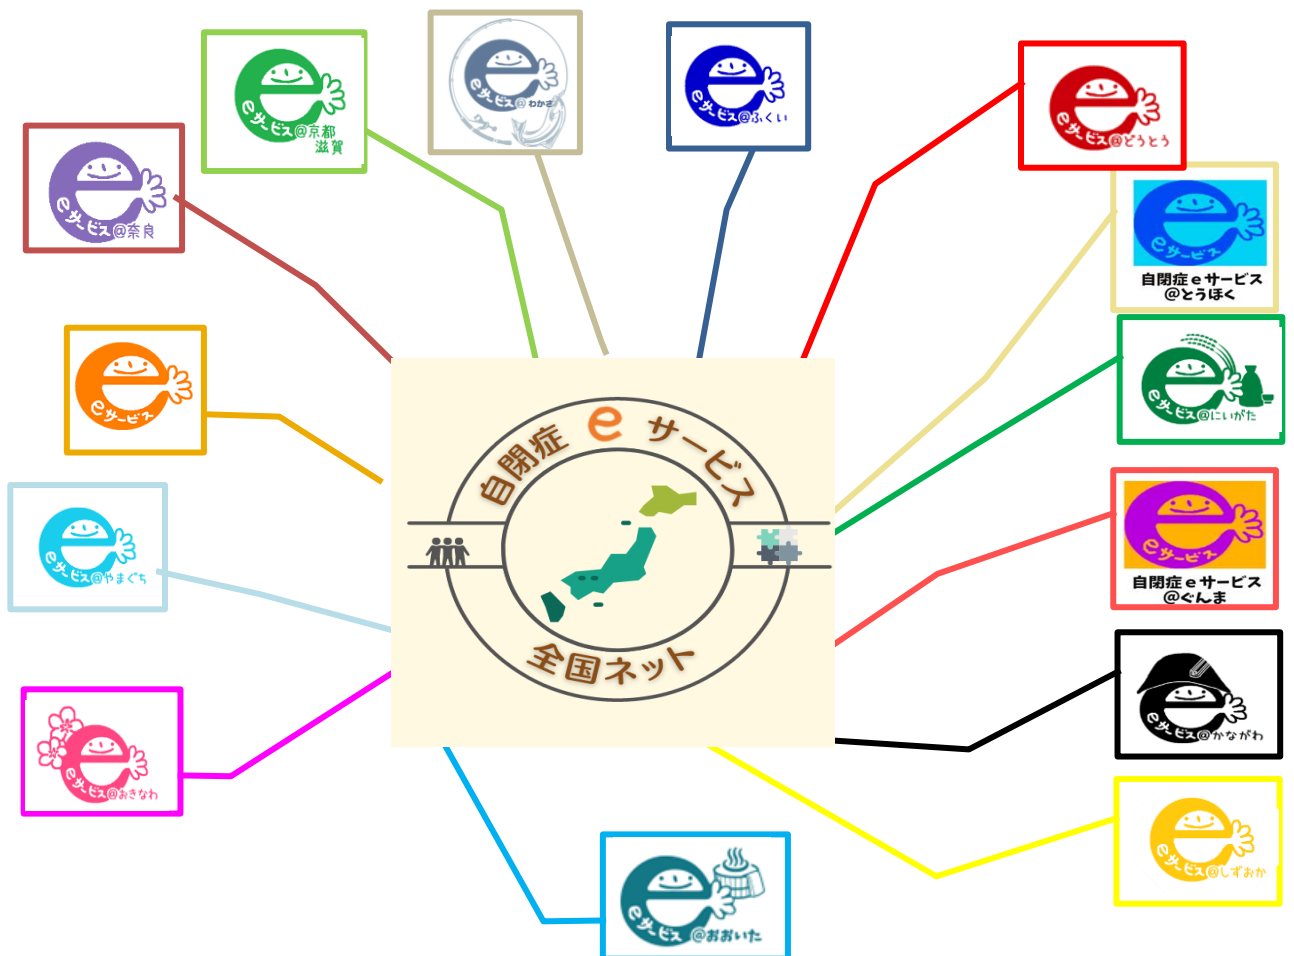 eサービス@京都
滋賀
eサービス@わかさ
eサービス@ふくい
eサービス@どうとう
eサービス@奈良
eサービス
自閉症eサービス
@とうほく
eサービス
eサービス@にいがた
自閉症 e サービス
全国ネット
eサービス
自閉症eサービス
@ぐんま
eサービス@やまぐち
eサービス@かながわ
eサービス@おきなわ
eサービス@しずおか
eサービス@おおいた